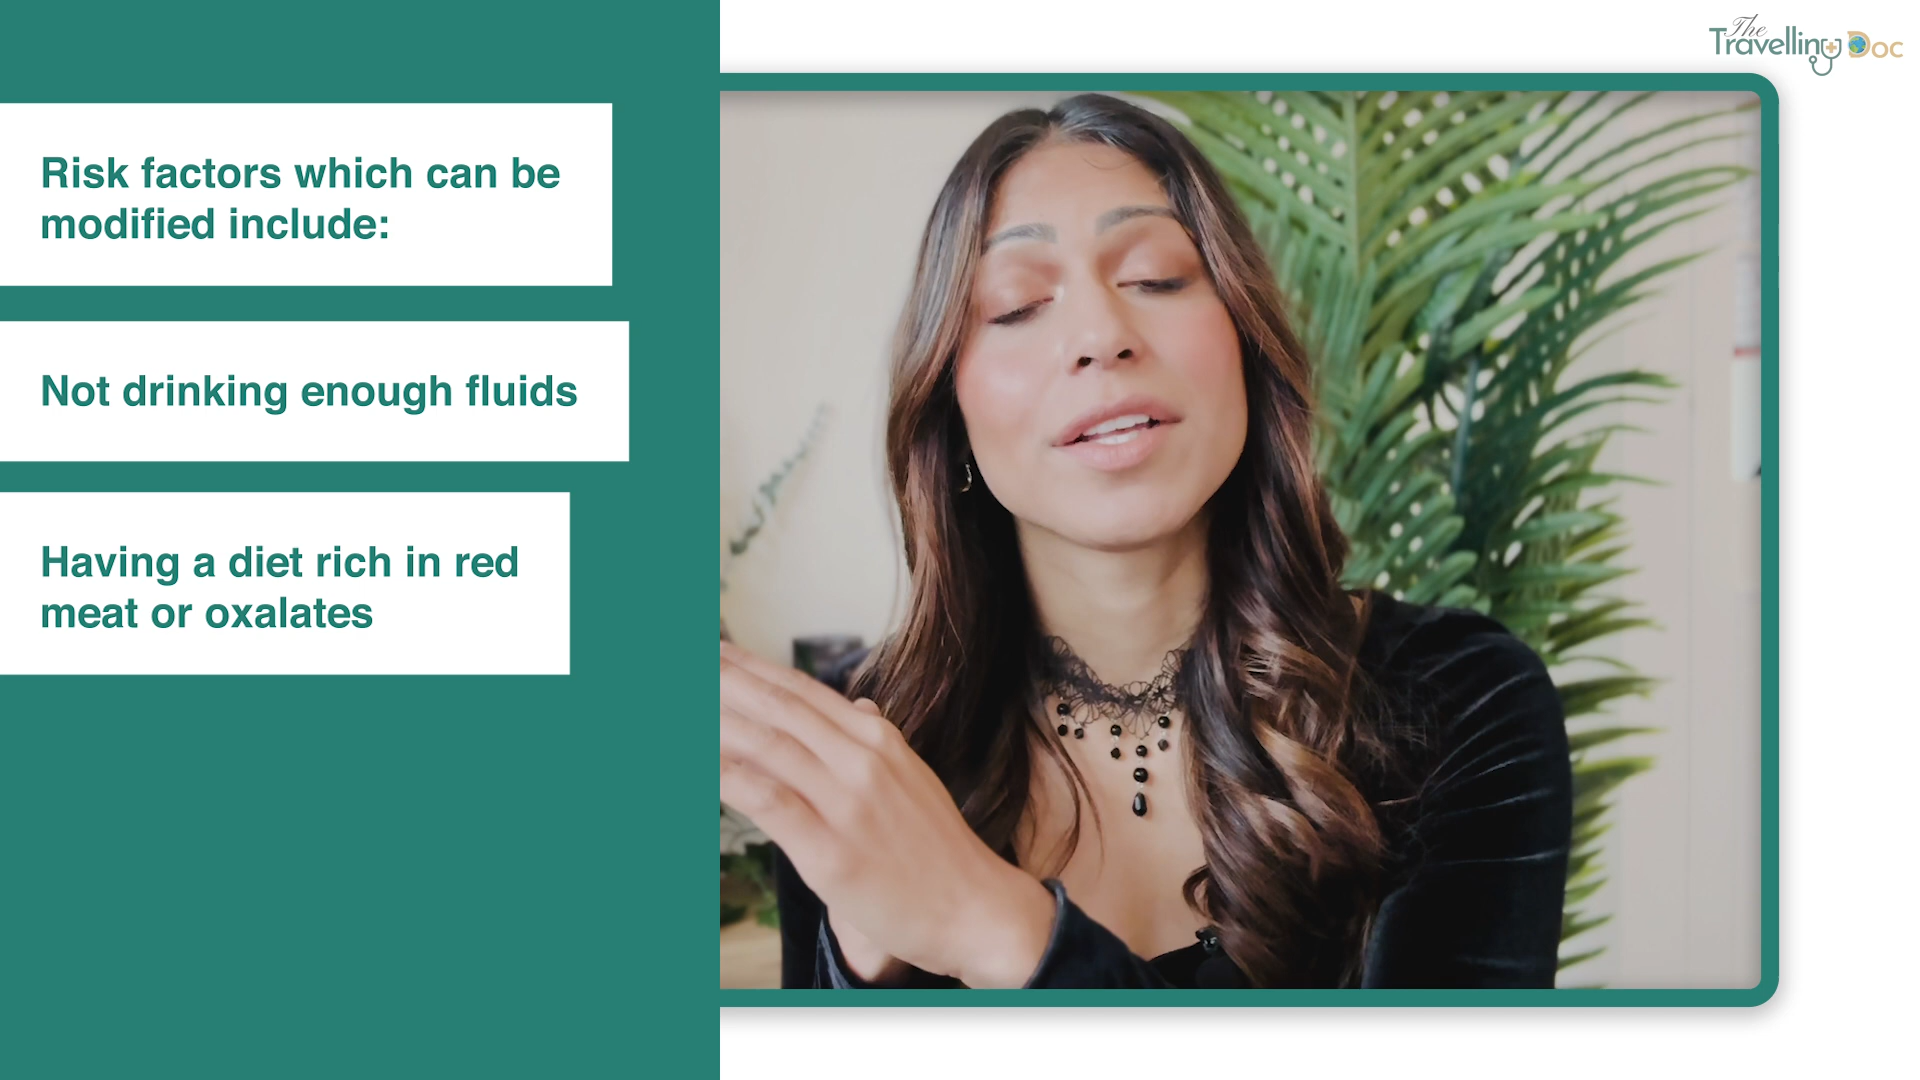 The
Travelling Doc
Risk factors which can be
modified include:
Not drinking enough fluids
Having a diet rich in red
meat or oxalates